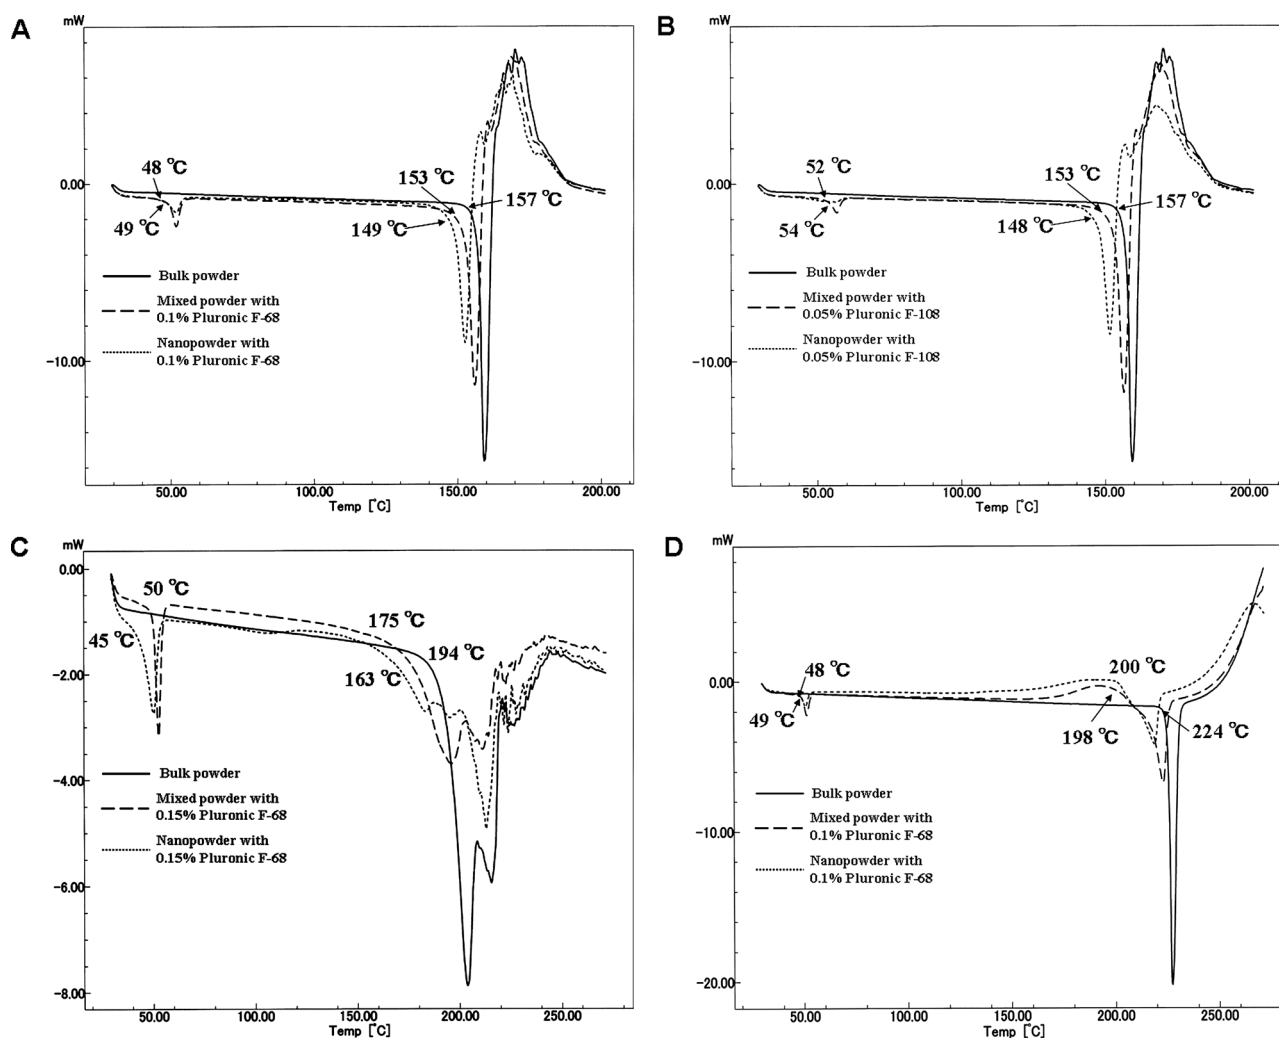 A
mW
0.00
−10.00
48 °C
49 °C
153 °C
149 °C
157 °C
Bulk powder
Mixed powder with
0.1% Pluronic F-68
Nanopowder with
0.1% Pluronic F-68
50.00 100.00 150.00 200.00
Temp [°C]
B
mW
0.00
−10.00
52 °C
54 °C
153 °C
148 °C
157 °C
Bulk powder
Mixed powder with
0.05% Pluronic F-108
Nanopowder with
0.05% Pluronic F-108
50.00 100.00 150.00 200.00
Temp [°C]
C
mW
0.00
−2.00
−4.00
−6.00
−8.00
50 °C
45 °C
175 °C
194 °C
163 °C
Bulk powder
Mixed powder with
0.15% Pluronic F-68
Nanopowder with
0.15% Pluronic F-68
50.00 100.00 150.00 200.00 250.00
Temp [°C]
D
mW
0.00
−10.00
−20.00
48 °C
49 °C
200 °C
198 °C
224 °C
Bulk powder
Mixed powder with
0.1% Pluronic F-68
Nanopowder with
0.1% Pluronic F-68
50.00 100.00 150.00 200.00 250.00
Temp [°C]